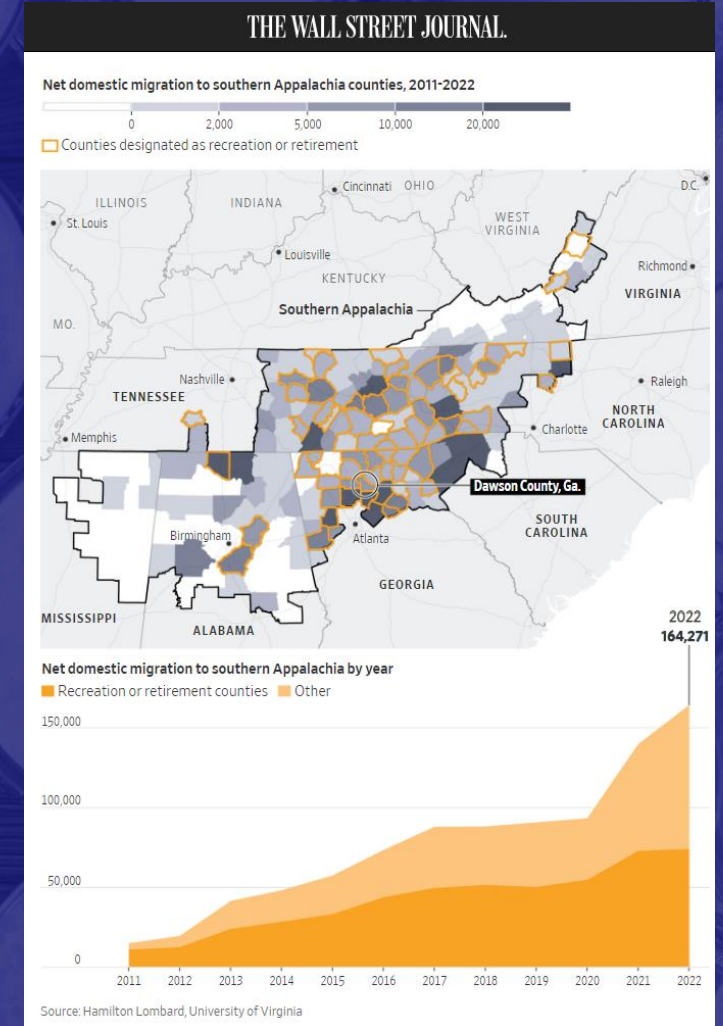 THE WALL STREET JOURNAL.
Net domestic migration to southern Appalachia counties, 2011-2022
0 2,000 5,000 10,000 20,000
Counties designated as recreation or retirement
Cincinnati OHIO D.C.
ILLINOIS INDIANA
WEST
VIRGINIA
St. Louis
Louisville
Richmond
KENTUCKY
VIRGINIA
Southern Appalachia
MO.
Nashville
Raleigh
TENNESSEE
NORTH
CAROLINA
Charlotte
Memphis
Dawson County, Ga.
SOUTH
CAROLINA
Birmingham
Atlanta
GEORGIA
MISSISSIPPI
ALABAMA
2022
164,271
Net domestic migration to southern Appalachia by year
Recreation or retirement counties Other
150,000
100,000
50,000
0
2011 2012 2013 2014 2015 2016 2017 2018 2019 2020 2021 2022
Source: Hamilton Lombard, University of Virginia